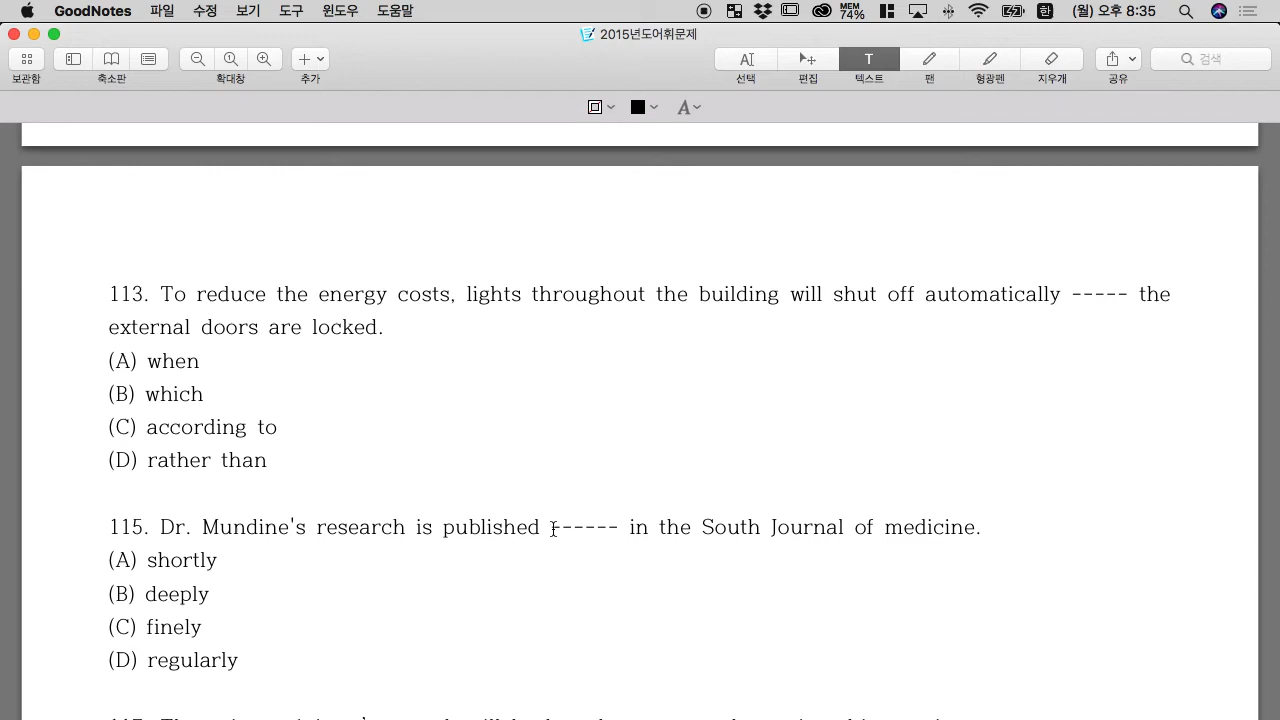 GoodNotes 파일 수정 보기 도구 윈도우 도움말 MEM 74% 한 (월) 오후 8:35
2015년도어휘문제
보관함 축소판 확대창 추가 선택 편집 텍스트 펜 형광펜 지우개 공유 검색
113. To reduce the energy costs, lights throughout the building will shut off automatically ----- the
external doors are locked.
(A) when
(B) which
(C) according to
(D) rather than
115. Dr. Mundine's research is published ------ in the South Journal of medicine.
(A) shortly
(B) deeply
(C) finely
(D) regularly